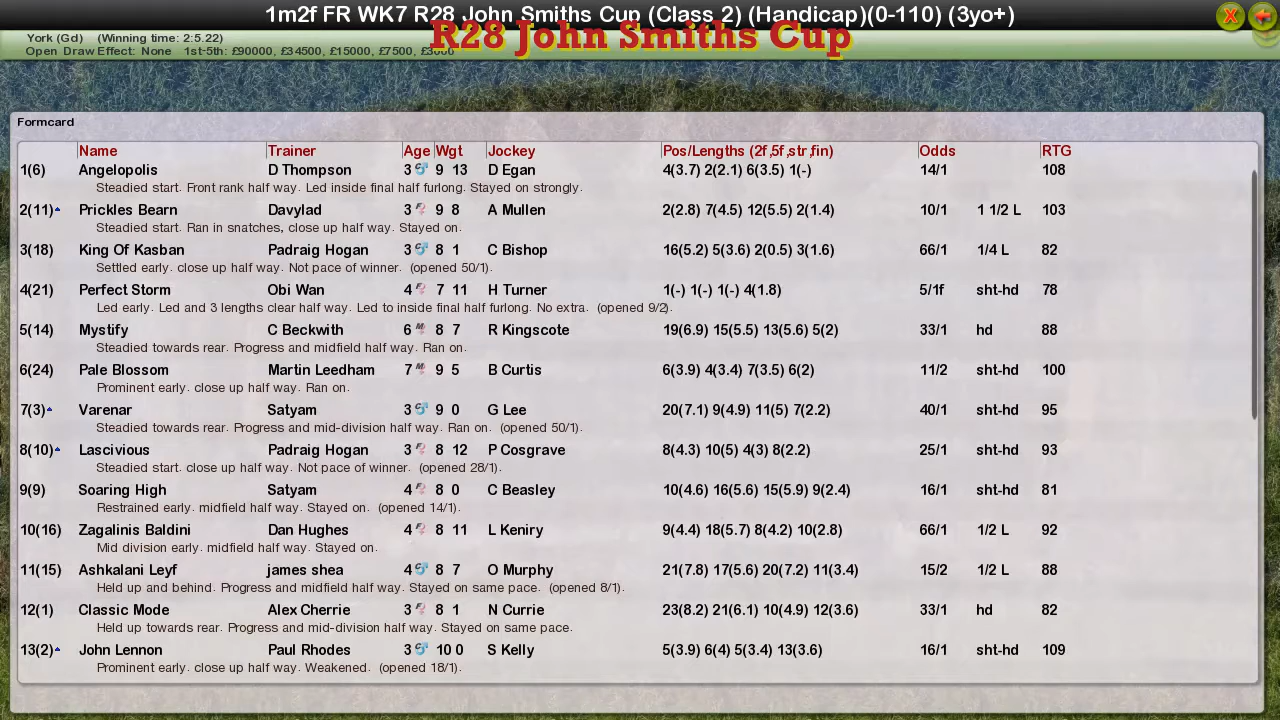 1m2f FR WK7 R28 John Smiths Cup (Class 2) (Handicap)(0-110) (3yo+)
R28 John Smiths Cup
York (Gd) (Winning time: 2:5.22)
Open Draw Effect: None 1st-5th: £90000, £34500, £15000, £7500, £3000
Formcard
Name Trainer Age Wgt Jockey Pos/Lengths (2f,5f,str,fin) Odds RTG
1(6) Angelopolis D Thompson 3 9 13 D Egan 4(3.7) 2(2.1) 6(3.5) 1(-) 14/1 108
Steadied start. Front rank half way. Led inside final half furlong. Stayed on strongly.
2(11) Prickles Bearn Davylad 3 9 8 A Mullen 2(2.8) 7(4.5) 12(5.5) 2(1.4) 10/1 1 1/2 L 103
Steadied start. Ran in snatches, close up half way. Stayed on.
3(18) King Of Kasban Padraig Hogan 3 8 1 C Bishop 16(5.2) 5(3.6) 2(0.5) 3(1.6) 66/1 1/4 L 82
Settled early. close up half way. Not pace of winner. (opened 50/1).
4(21) Perfect Storm Obi Wan 4 7 11 H Turner 1(-) 1(-) 1(-) 4(1.8) 5/1f sht-hd 78
Led early. Led and 3 lengths clear half way. Led to inside final half furlong. No extra. (opened 9/2).
5(14) Mystify C Beckwith 6 8 7 R Kingscote 19(6.9) 15(5.5) 13(5.6) 5(2) 33/1 hd 88
Steadied towards rear. Progress and midfield half way. Ran on.
6(24) Pale Blossom Martin Leedham 7 9 5 B Curtis 6(3.9) 4(3.4) 7(3.5) 6(2) 11/2 sht-hd 100
Prominent early. close up half way. Ran on.
7(3) Varenar Satyam 3 9 0 G Lee 20(7.1) 9(4.9) 11(5) 7(2.2) 40/1 sht-hd 95
Steadied towards rear. Progress and mid-division half way. Ran on. (opened 50/1).
8(10) Lascivious Padraig Hogan 3 8 12 P Cosgrave 8(4.3) 10(5) 4(3) 8(2.2) 25/1 sht-hd 93
Steadied start. close up half way. Not pace of winner. (opened 28/1).
9(9) Soaring High Satyam 4 8 0 C Beasley 10(4.6) 16(5.6) 15(5.9) 9(2.4) 16/1 sht-hd 81
Restrained early. midfield half way. Stayed on. (opened 14/1).
10(16) Zagalinis Baldini Dan Hughes 4 8 11 L Keniry 9(4.4) 18(5.7) 8(4.2) 10(2.8) 66/1 1/2 L 92
Mid division early. midfield half way. Stayed on.
11(15) Ashkalani Leyf james shea 4 8 7 O Murphy 21(7.8) 17(5.6) 20(7.2) 11(3.4) 15/2 1/2 L 88
Held up and behind. Progress and midfield half way. Stayed on same pace. (opened 8/1).
12(1) Classic Mode Alex Cherrie 3 8 1 N Currie 23(8.2) 21(6.1) 10(4.9) 12(3.6) 33/1 hd 82
Held up towards rear. Progress and mid-division half way. Stayed on same pace.
13(2) John Lennon Paul Rhodes 3 10 0 S Kelly 5(3.9) 6(4) 5(3.4) 13(3.6) 16/1 sht-hd 109
Prominent early. close up half way. Weakened. (opened 18/1).